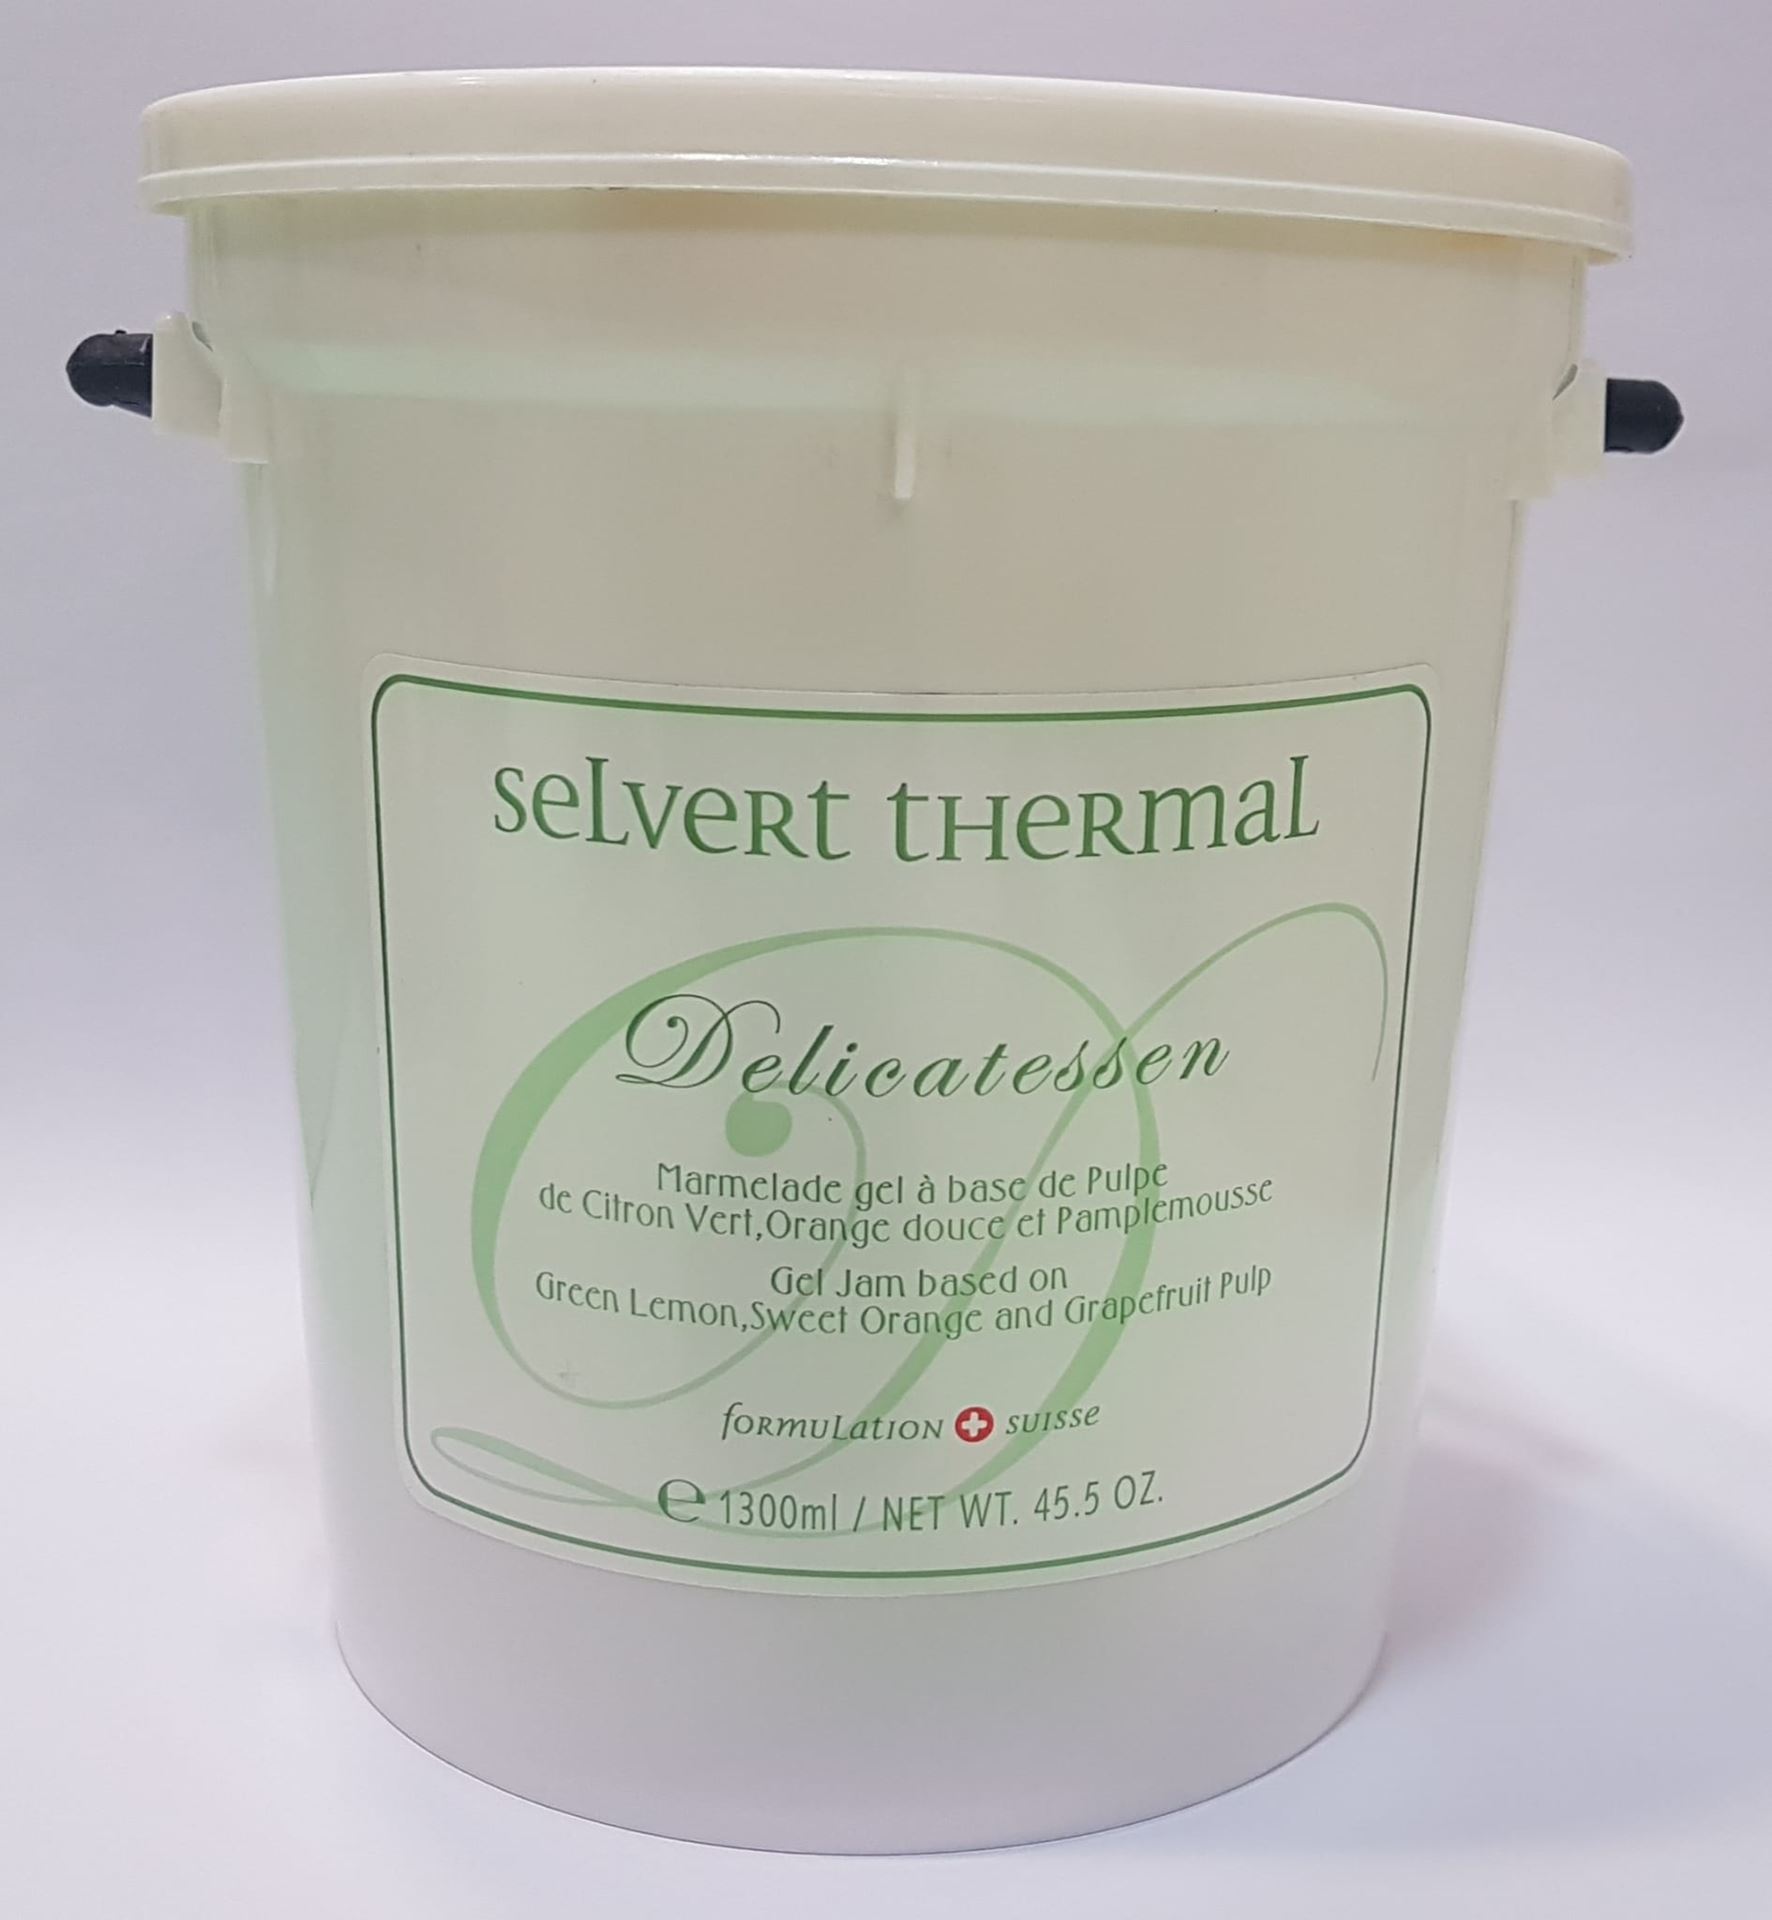 selvert thermal
Delicatessen
Marmelade gel à base de Pulpe
de Citron Vert,Orange douce et Pamplemousse
Gel Jam based on
Green Lemon,Sweet Orange and Grapefruit Pulp
formulation suisse
℮ 1300ml / NET WT. 45.5 OZ.